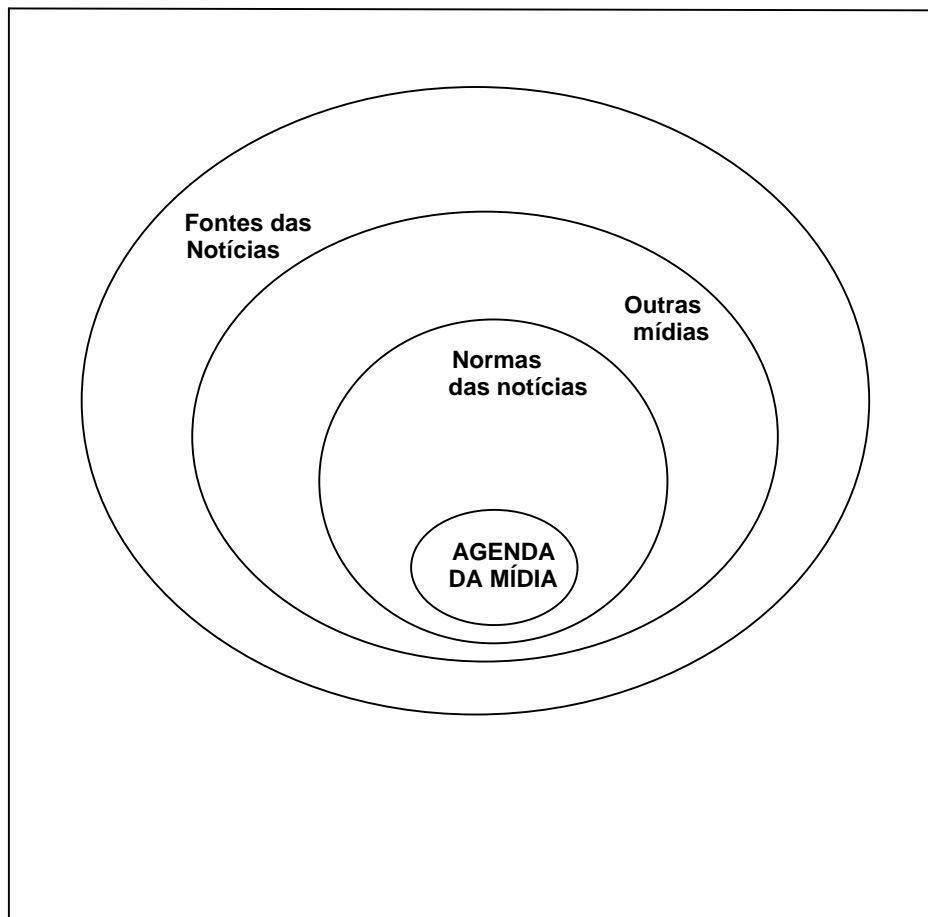 Fontes das
Notícias
Outras
mídias
Normas
das notícias
AGENDA
DA MÍDIA